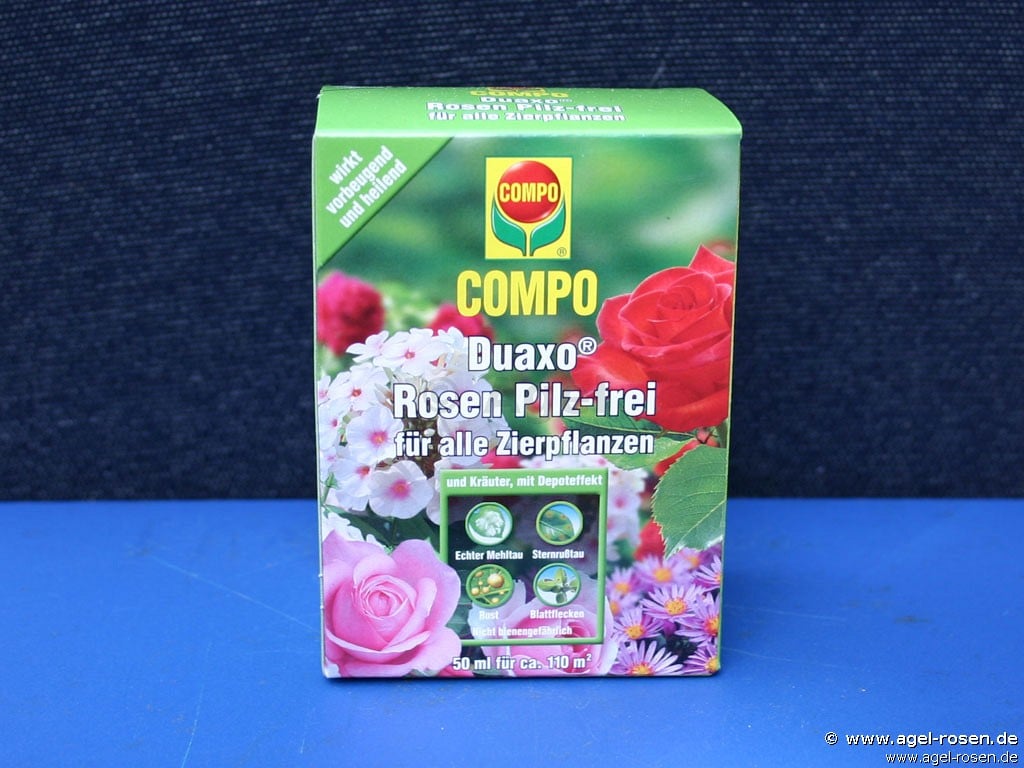 COMPO
Duaxo®
Rosen Pilz-frei
für alle Zierpflanzen
wirkt
vorbeugend
und heilend
COMPO
®
COMPO
Duaxo®
Rosen Pilz-frei
für alle Zierpflanzen
und Kräuter, mit Depoteffekt
Echter Mehltau Sternrußtau
Rost Blattflecken
Nicht bienengefährlich
50 ml für ca. 110 m²
© www.agel-rosen.de
www.agel-rosen.de